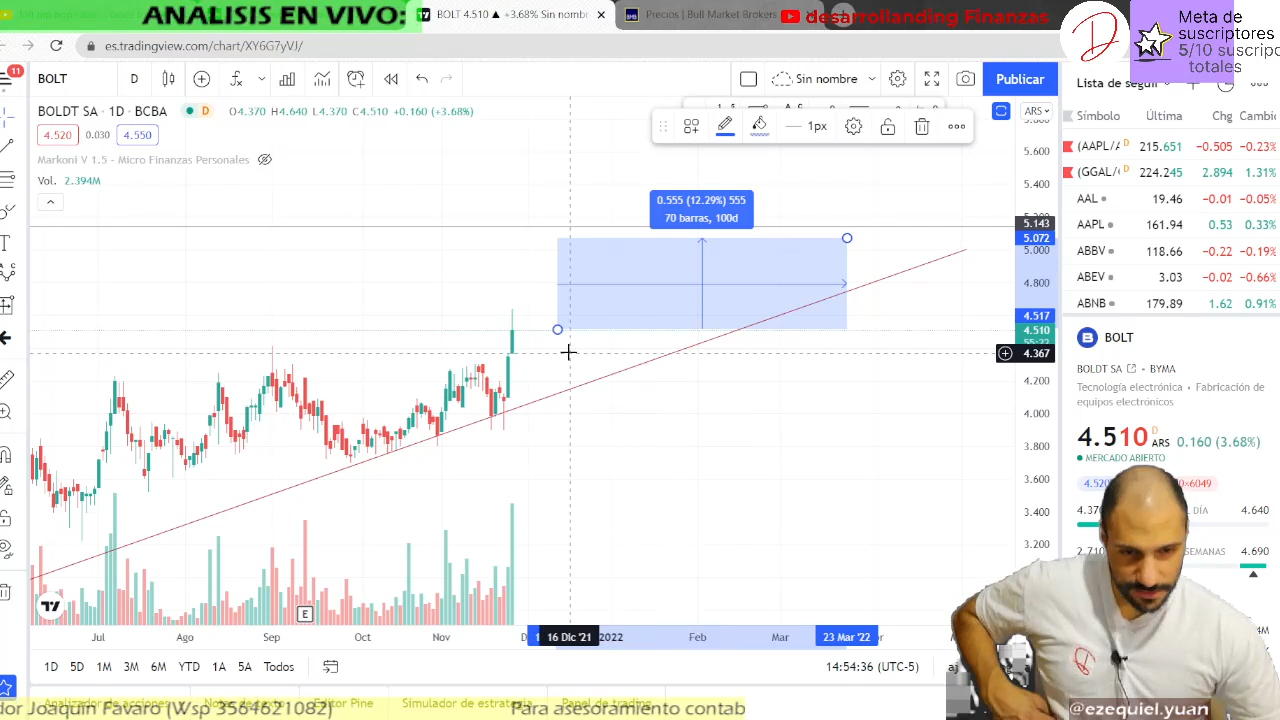 ANALISIS EN VIVO:
BOLT 4.510 ▲ +3.68% Sin nomb
Precios | Bull Market Brokers
desarrollanding Finanzas
Meta de
suscriptores
5/10 suscripc
totales
es.tradingview.com/chart/XY6G7yVJ/
11
BOLT
D
Sin nombre
Publicar
Lista de seguir
BOLDT SA · 1D · BCBA
D
O4.370 H4.640 L4.370 C4.510 +0.160 (+3.68%)
4.520
0.030
4.550
Markoni V 1.5 - Micro Finanzas Personales
Vol. 2.394M
1px
ARS
Símbolo
Última
Chg
Cambio
(AAPL/A
D
215.651
−0.505
−0.23%
(GGAL/(
D
224.245
2.894
1.31%
AAL
19.46
−0.01
−0.05%
AAPL
161.94
0.53
0.33%
ABBV
118.66
−0.22
−0.19%
ABEV
3.03
−0.02
−0.66%
ABNB
179.89
1.62
0.91%
0.555 (12.29%) 555
70 barras, 100d
5.600
5.400
5.143
5.072
5.000
4.800
4.517
4.510
4.367
4.200
4.000
3.800
3.600
3.400
3.200
BOLT
BOLDT SA
BYMA
Tecnología electrónica • Fabricación de
equipos electrónicos
4.510
D
ARS
0.160 (3.68%)
MERCADO ABIERTO
4.370
4.640
4.690
E
Jul
Ago
Sep
Oct
Nov
16 Dic '21
2022
Feb
Mar
23 Mar '22
1D
5D
1M
3M
6M
YTD
1A
5A
Todos
14:54:36 (UTC-5)
aj
Analizador de acciones
Editor Pine
Simulador de estrategia
Panel de trading
dor Joaquin Favaro (Wsp 3564621082)
Para asesoramiento contab
@ezequiel.yuan